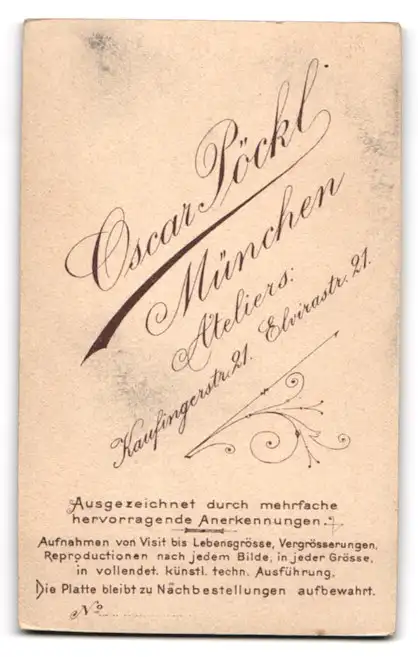 Oscar Pöckl
München
Ateliers:
Kaufingerstr. 21. Elvirastr. 21.
Ausgezeichnet durch mehrfache
hervorragende Anerkennungen.
Aufnahmen von Visit bis Lebensgrösse, Vergrösserungen,
Reproductionen nach jedem Bilde, in jeder Grösse,
in vollendet. künstl. techn. Ausführung.
Die Platte bleibt zu Nachbestellungen aufbewahrt.
No